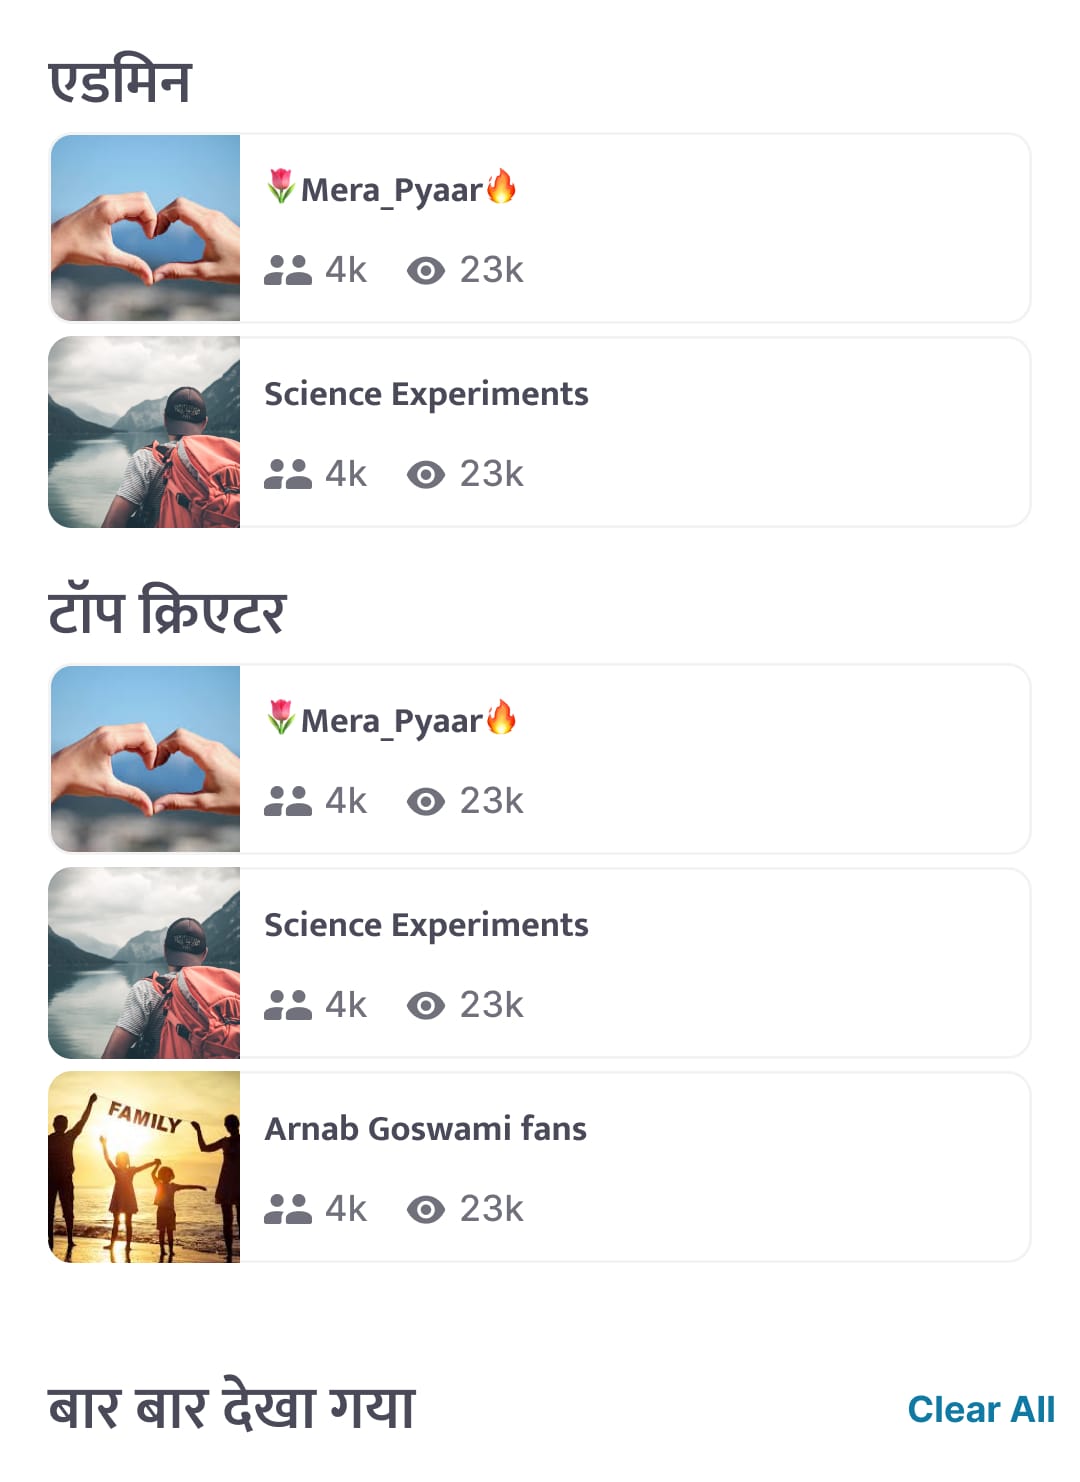 एडमिन
🌷Mera_Pyaar🔥
4k 23k
Science Experiments
4k 23k
टॉप क्रिएटर
🌷Mera_Pyaar🔥
4k 23k
Science Experiments
4k 23k
FAMILY
Arnab Goswami fans
4k 23k
बार बार देखा गया
Clear All